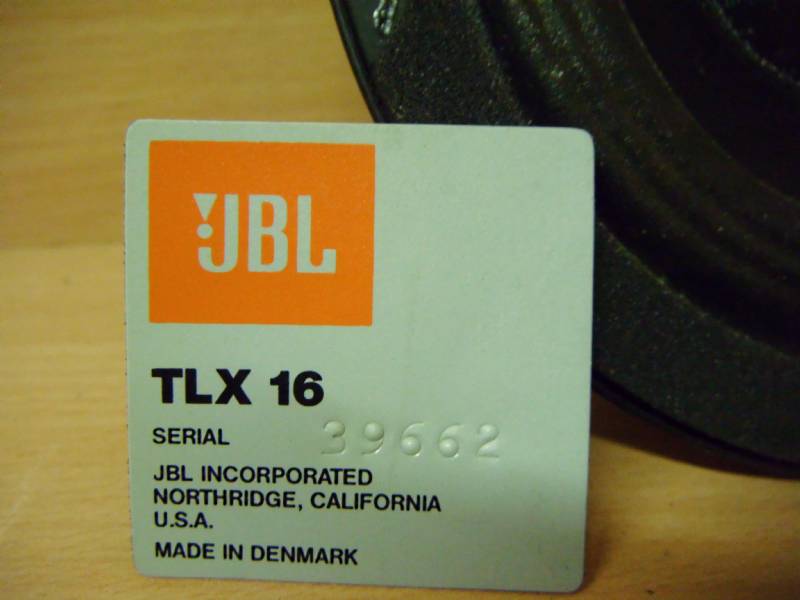 JBL
TLX 16
SERIAL 39662
JBL INCORPORATED
NORTHRIDGE, CALIFORNIA
U.S.A.
MADE IN DENMARK